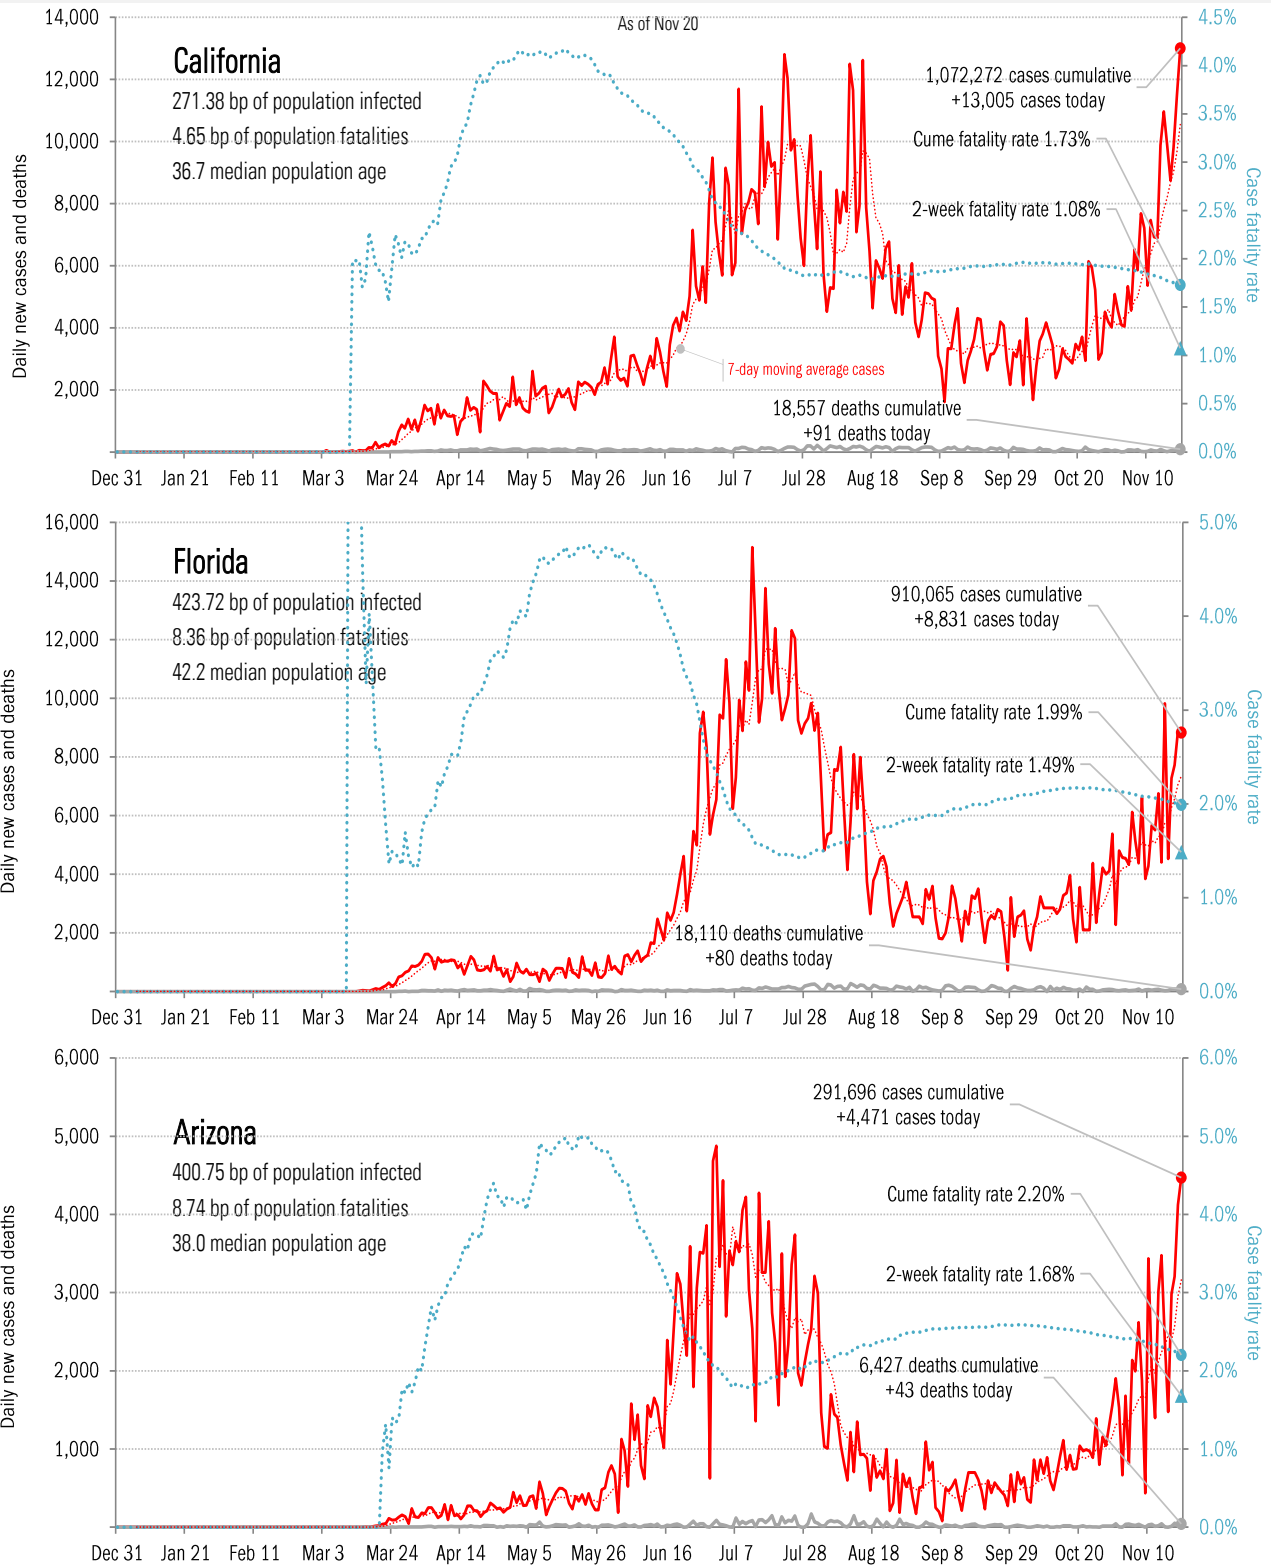 As of Nov 20
14,000
12,000
10,000
8,000
6,000
4,000
2,000
Daily new cases and deaths
4.5%
4.0%
3.5%
3.0%
2.5%
2.0%
1.5%
1.0%
0.5%
0.0%
Case fatality rate
California
271.38 bp of population infected
4.65 bp of population fatalities
36.7 median population age
1,072,272 cases cumulative
+13,005 cases today
Cume fatality rate 1.73%
2-week fatality rate 1.08%
7-day moving average cases
18,557 deaths cumulative
+91 deaths today
Dec 31 Jan 21 Feb 11 Mar 3 Mar 24 Apr 14 May 5 May 26 Jun 16 Jul 7 Jul 28 Aug 18 Sep 8 Sep 29 Oct 20 Nov 10
16,000
14,000
12,000
10,000
8,000
6,000
4,000
2,000
Daily new cases and deaths
5.0%
4.0%
3.0%
2.0%
1.0%
0.0%
Case fatality rate
Florida
423.72 bp of population infected
8.36 bp of population fatalities
42.2 median population age
910,065 cases cumulative
+8,831 cases today
Cume fatality rate 1.99%
2-week fatality rate 1.49%
18,110 deaths cumulative
+80 deaths today
Dec 31 Jan 21 Feb 11 Mar 3 Mar 24 Apr 14 May 5 May 26 Jun 16 Jul 7 Jul 28 Aug 18 Sep 8 Sep 29 Oct 20 Nov 10
6,000
5,000
4,000
3,000
2,000
1,000
Daily new cases and deaths
6.0%
5.0%
4.0%
3.0%
2.0%
1.0%
0.0%
Case fatality rate
Arizona
400.75 bp of population infected
8.74 bp of population fatalities
38.0 median population age
291,696 cases cumulative
+4,471 cases today
Cume fatality rate 2.20%
2-week fatality rate 1.68%
6,427 deaths cumulative
+43 deaths today
Dec 31 Jan 21 Feb 11 Mar 3 Mar 24 Apr 14 May 5 May 26 Jun 16 Jul 7 Jul 28 Aug 18 Sep 8 Sep 29 Oct 20 Nov 10